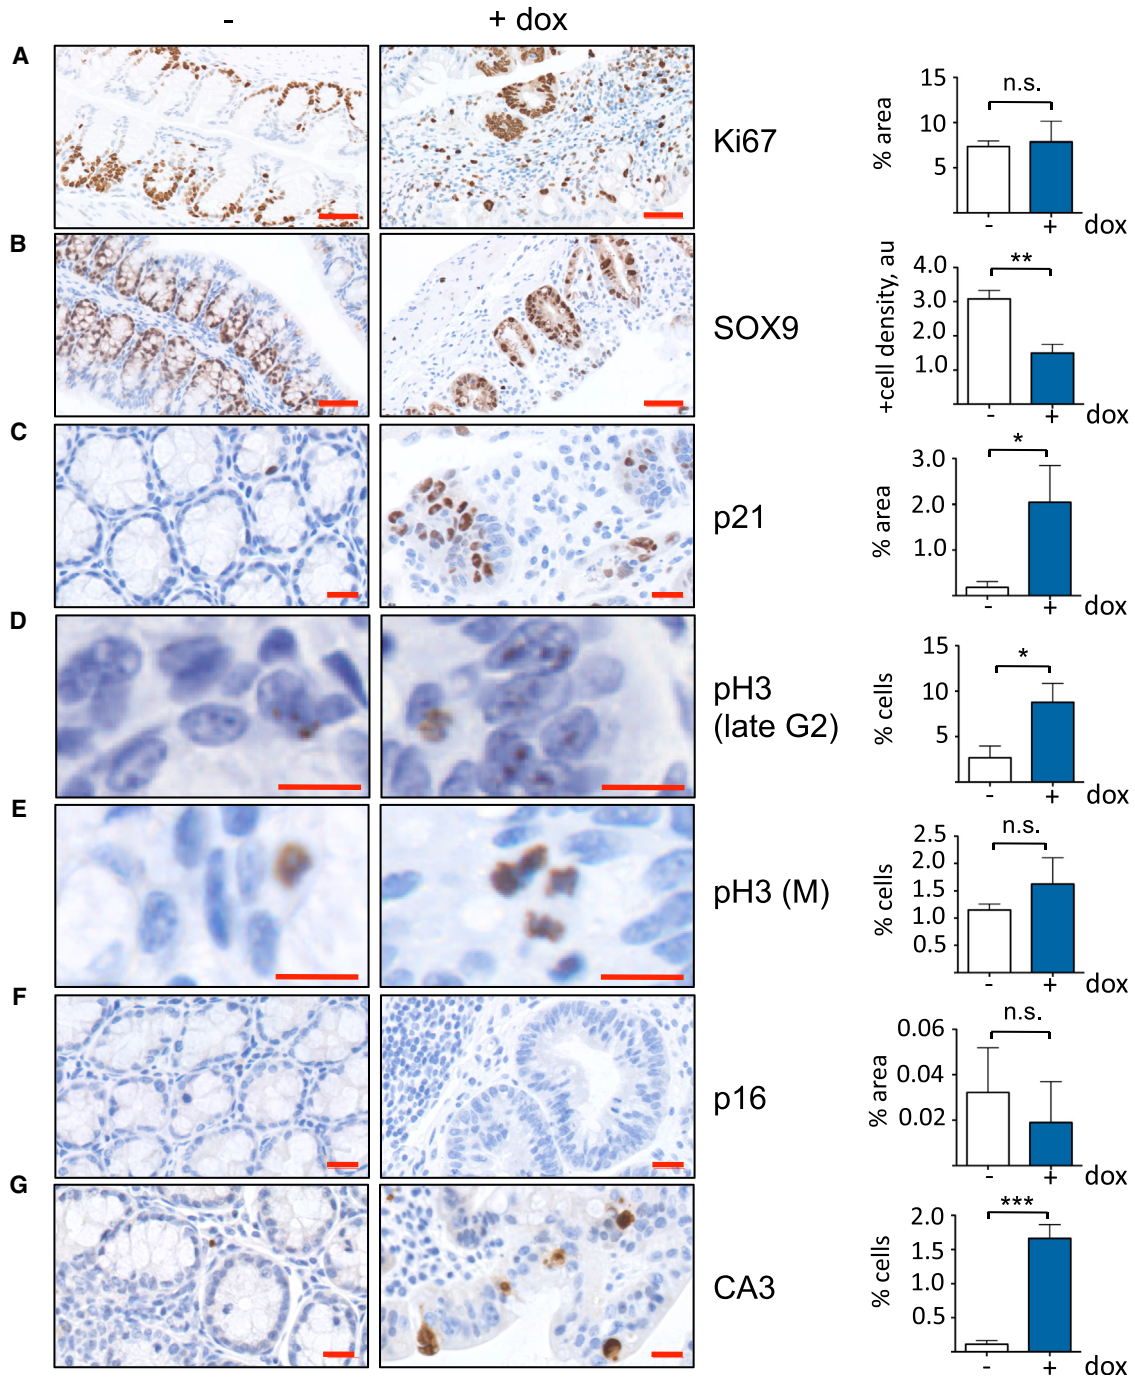 - + dox
A Ki67 % area 15 10 5 n.s. - + dox
B SOX9 +cell density, au 4.0 3.0 2.0 1.0 ** - + dox
C p21 % area 3.0 2.0 1.0 * - + dox
D pH3 (late G2) % cells 15 10 5 * - + dox
E pH3 (M) % cells 2.5 2.0 1.5 1.0 0.5 n.s. - + dox
F p16 % area 0.06 0.04 0.02 n.s. - + dox
G CA3 % cells 2.0 1.5 1.0 0.5 *** - + dox